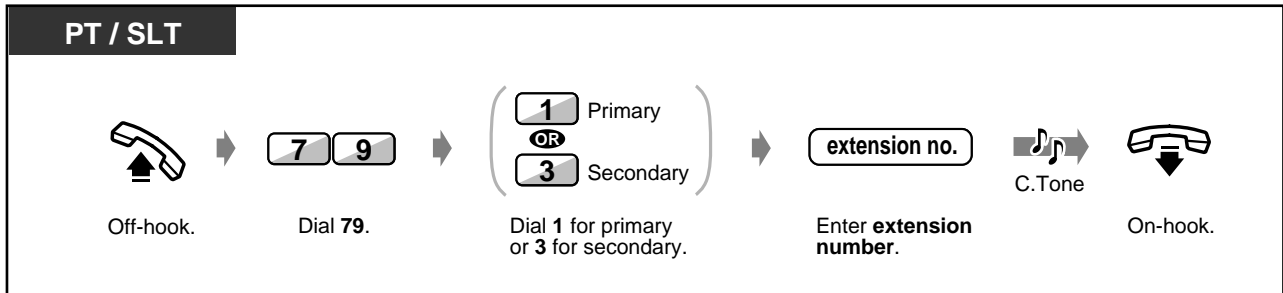 PT / SLT
7 9
1 Primary
OR
3 Secondary
extension no.
C.Tone
Off-hook.
Dial 79.
Dial 1 for primary
or 3 for secondary.
Enter extension
number.
On-hook.